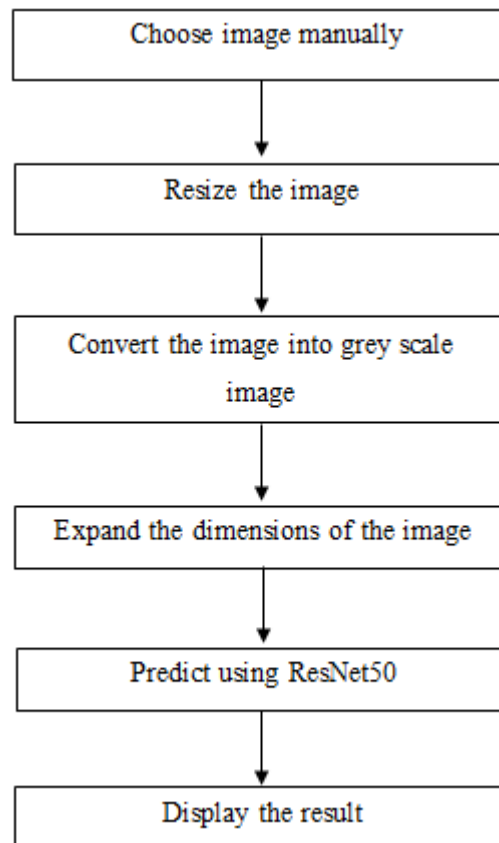 Choose image manually
Resize the image
Convert the image into grey scale
image
Expand the dimensions of the image
Predict using ResNet50
Display the result